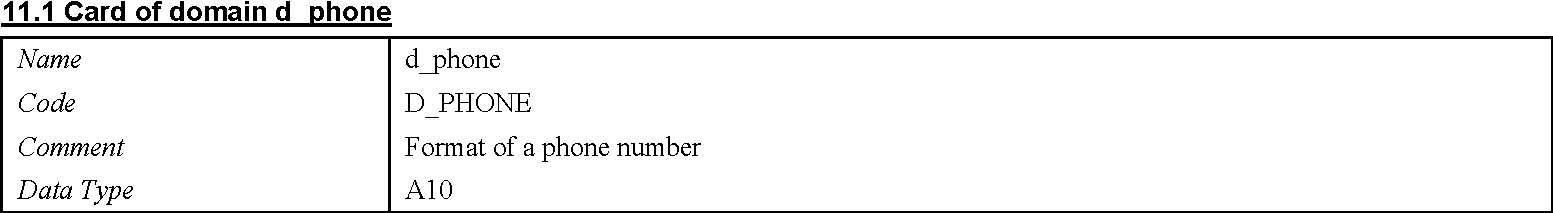 11.1 Card of domain d_phone
Name d_phone
Code D_PHONE
Comment Format of a phone number
Data Type A10